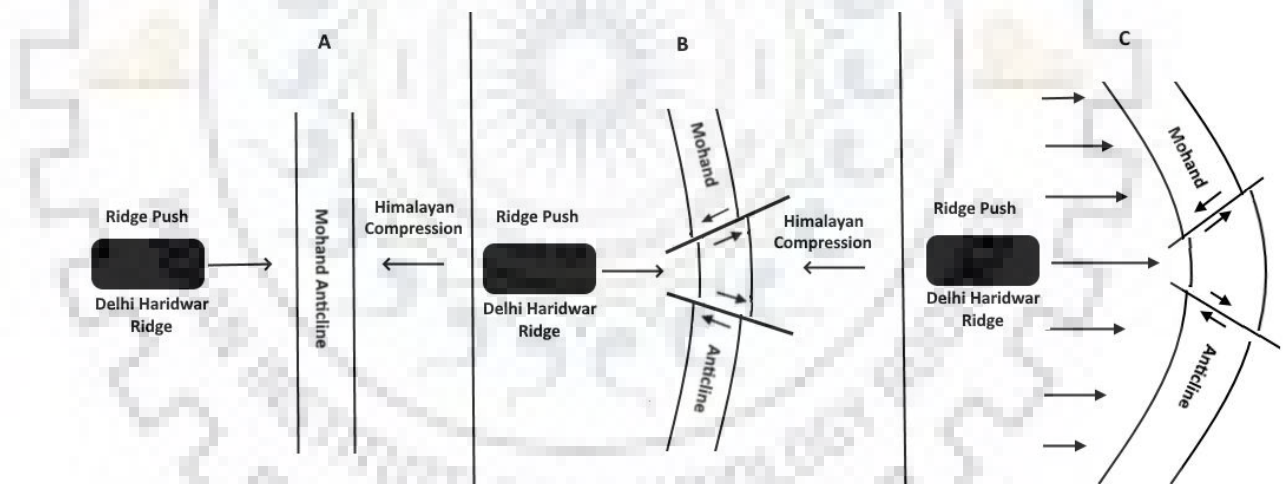 A
Ridge Push
Delhi Haridwar
Ridge
Mohand Anticline
Himalayan
Compression
B
Ridge Push
Delhi Haridwar
Ridge
Mohand
Anticline
Himalayan
Compression
C
Ridge Push
Delhi Haridwar
Ridge
Mohand
Anticline